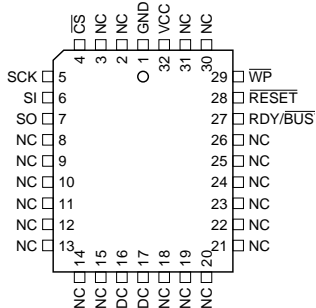 CS NC NC GND VCC NC NC
4 3 2 1 32 31 30
SCK 5 29 WP
SI 6 28 RESET
SO 7 27 RDY/BUS
NC 8 26 NC
NC 9 25 NC
NC 10 24 NC
NC 11 23 NC
NC 12 22 NC
NC 13 21 NC
14 15 16 17 18 19 20
NC NC DC DC NC NC NC